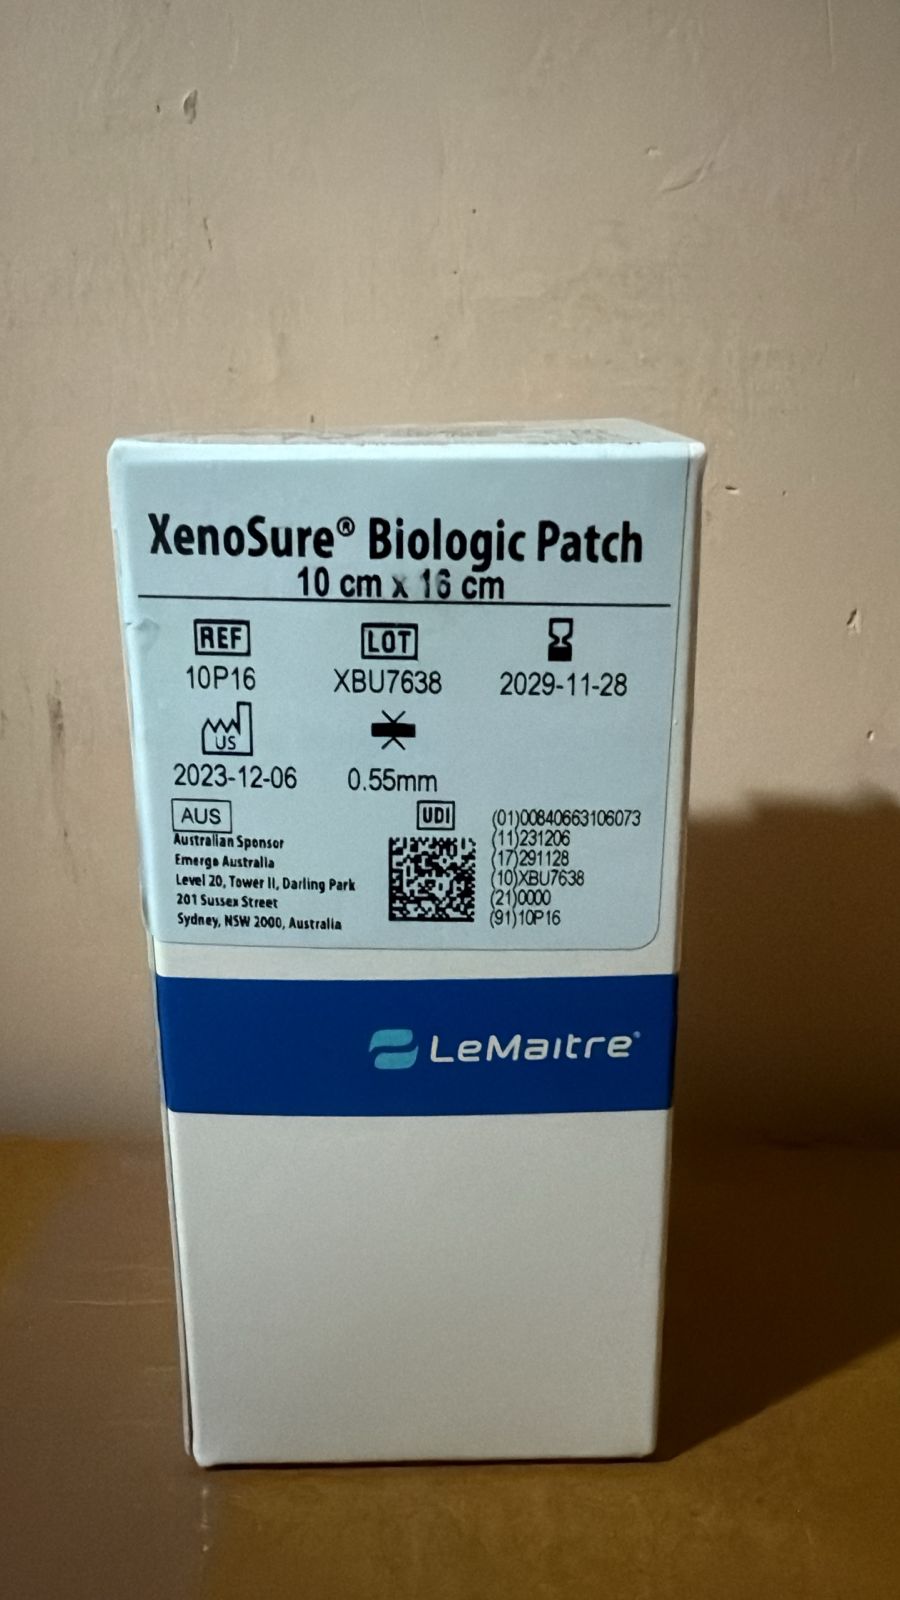 XenoSure® Biologic Patch
10 cm x 16 cm
REF LOT
10P16 XBU7638 2029-11-28
US
2023-12-06 0.55mm
AUS
Australian Sponsor
Emergo Australia
Level 20, Tower II, Darling Park
201 Sussex Street
Sydney, NSW 2000, Australia
UDI
(01)00840663106073
(11)231206
(17)291128
(10)XBU7638
(21)0000
(91)10P16
LeMaitre®